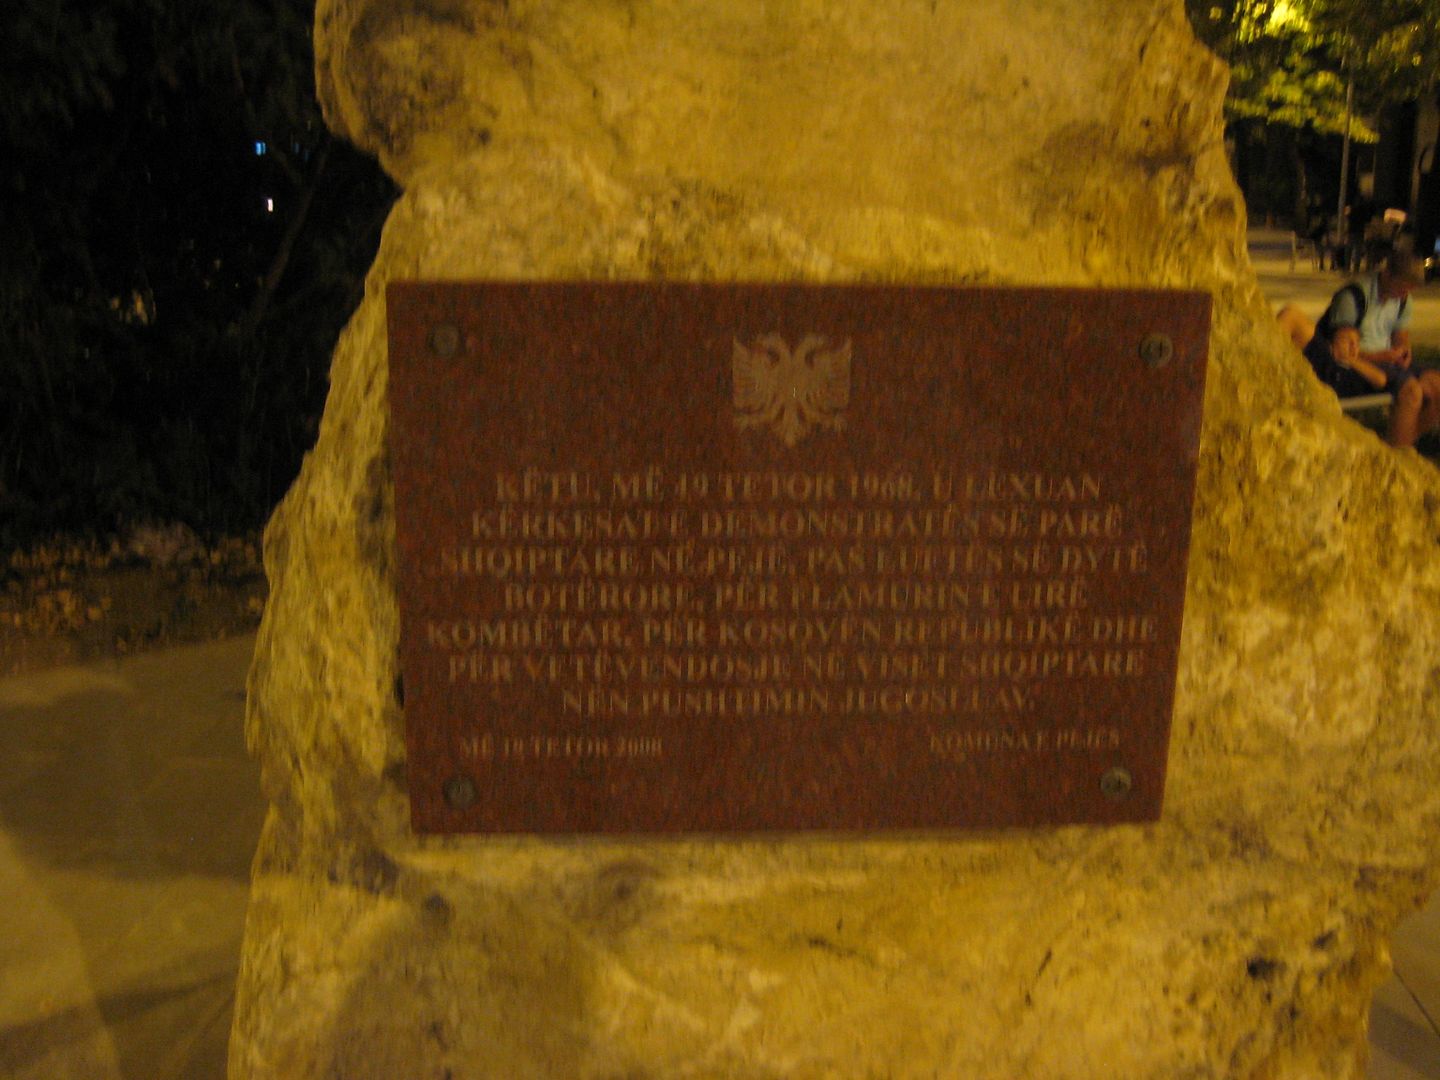 KËTU, MË 19 TETOR 1968, U LEXUAN
KËRKESAT E DEMONSTRATËS SË PARË
SHQIPTARE NË PEJË, PAS LUFTËS SË DYTË
BOTËRORE, PËR FLAMURIN E LIRË
KOMBËTAR, PËR KOSOVËN REPUBLIKË DHE
PËR VETËVENDOSJE NË VISET SHQIPTARE
NËN PUSHTIMIN JUGOSLLAV.
MË 19 TETOR 2008 KOMUNA E PEJËS